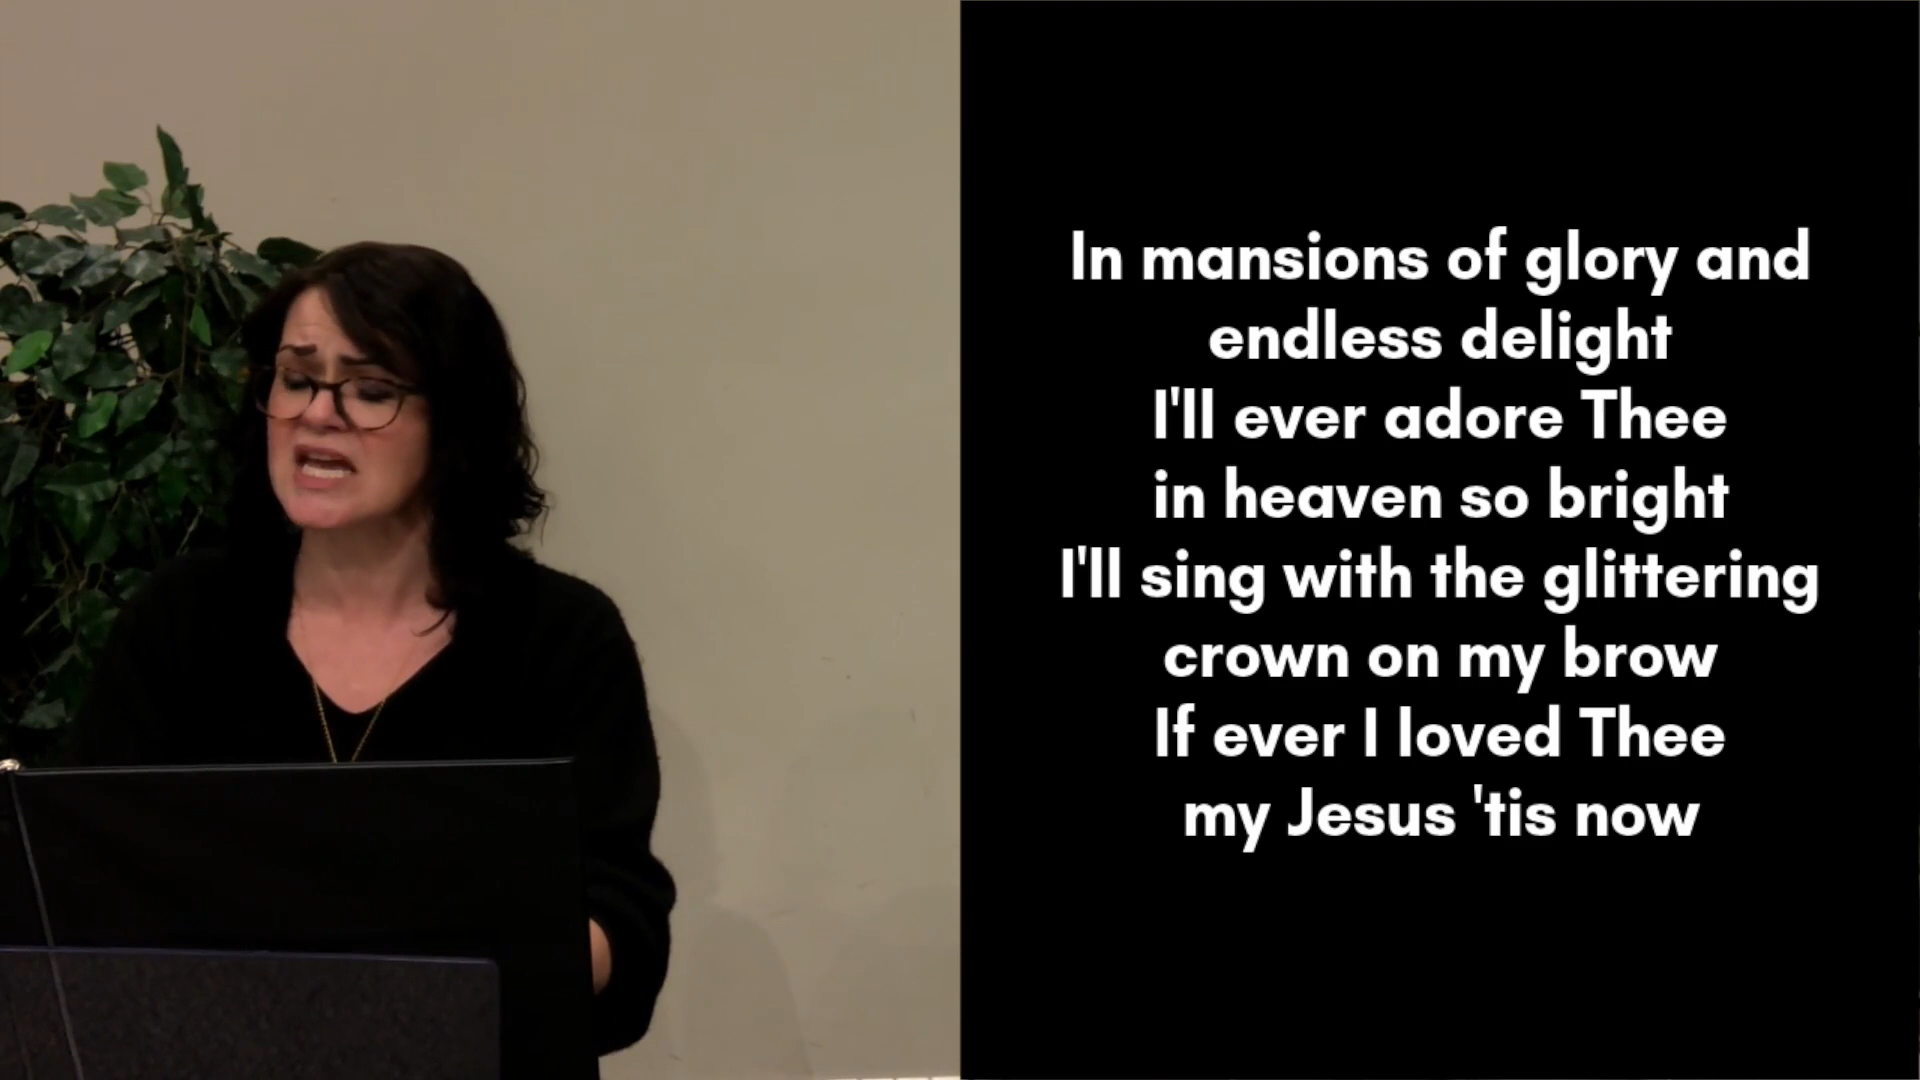 In mansions of glory and
endless delight
I'll ever adore Thee
in heaven so bright
I'll sing with the glittering
crown on my brow
If ever I loved Thee
my Jesus 'tis now